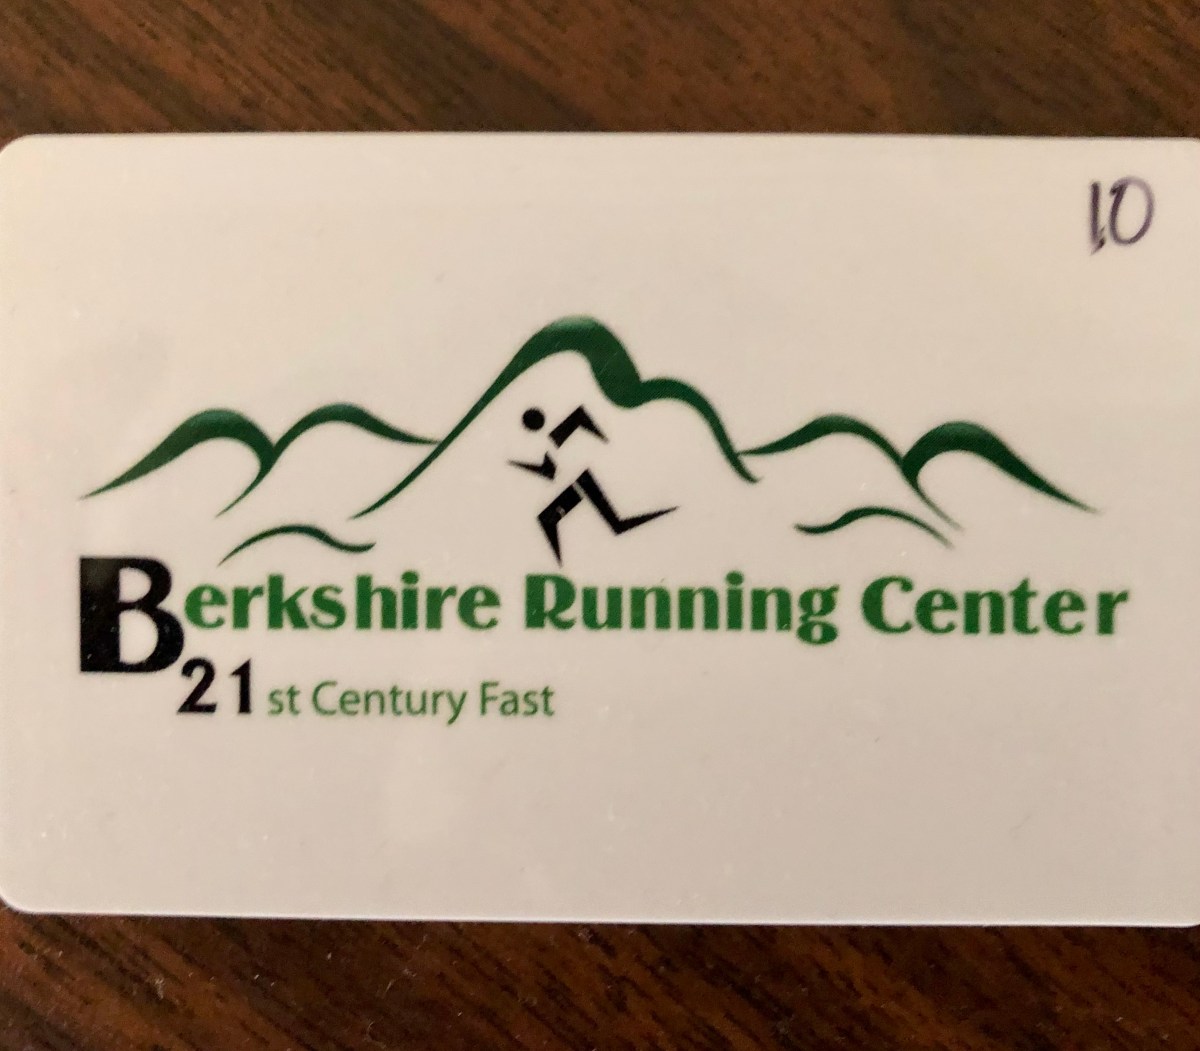 10
Berkshire Running Center
21st Century Fast